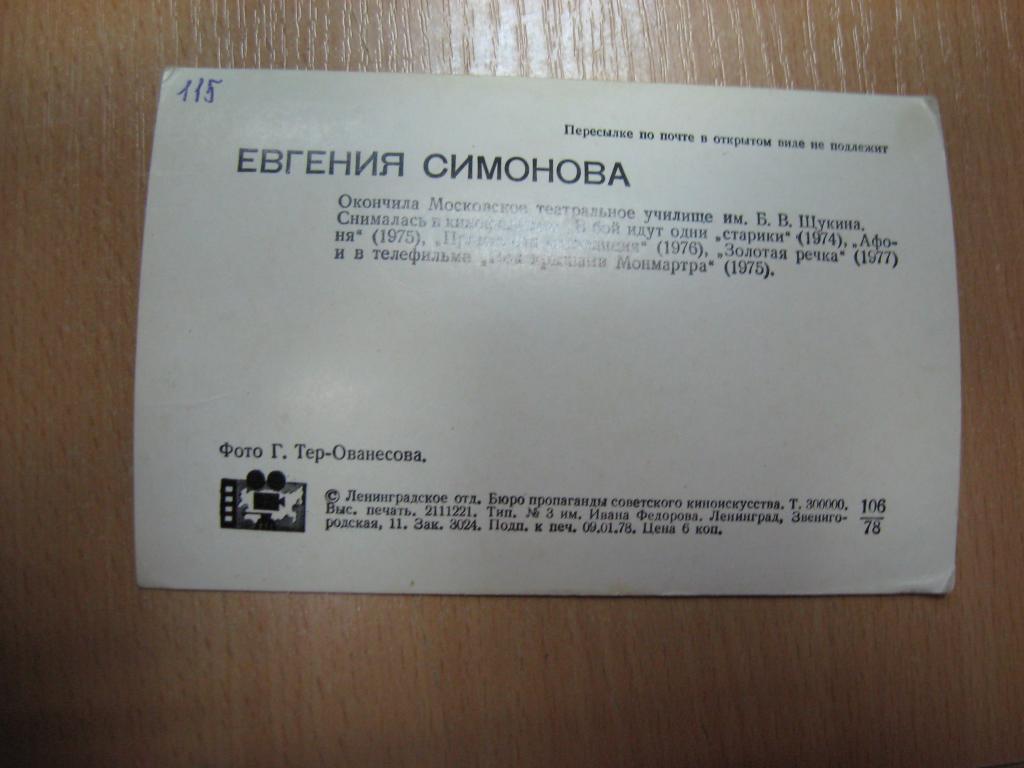 115
Пересылке по почте в открытом виде не подлежит
ЕВГЕНИЯ СИМОНОВА
Окончила Московское театральное училище им. Б. В. Щукина.
Снималась в В бой идут одни „старики“ (1974), „Афо-
ня“ (1975), (1976), „Золотая речка“ (1977)
и в телефильме Монмартра“ (1975).
Фото Г. Тер-Ованесова.
© Ленинградское отд. Бюро пропаганды советского киноискусства. Т. 300000.
Выс. печать. 2111221. Тип. № 3 им. Ивана Федорова. Ленинград, Звениго-
родская, 11. Зак. 3024. Подп. к печ. 09.01.78. Цена 6 коп.
106
78